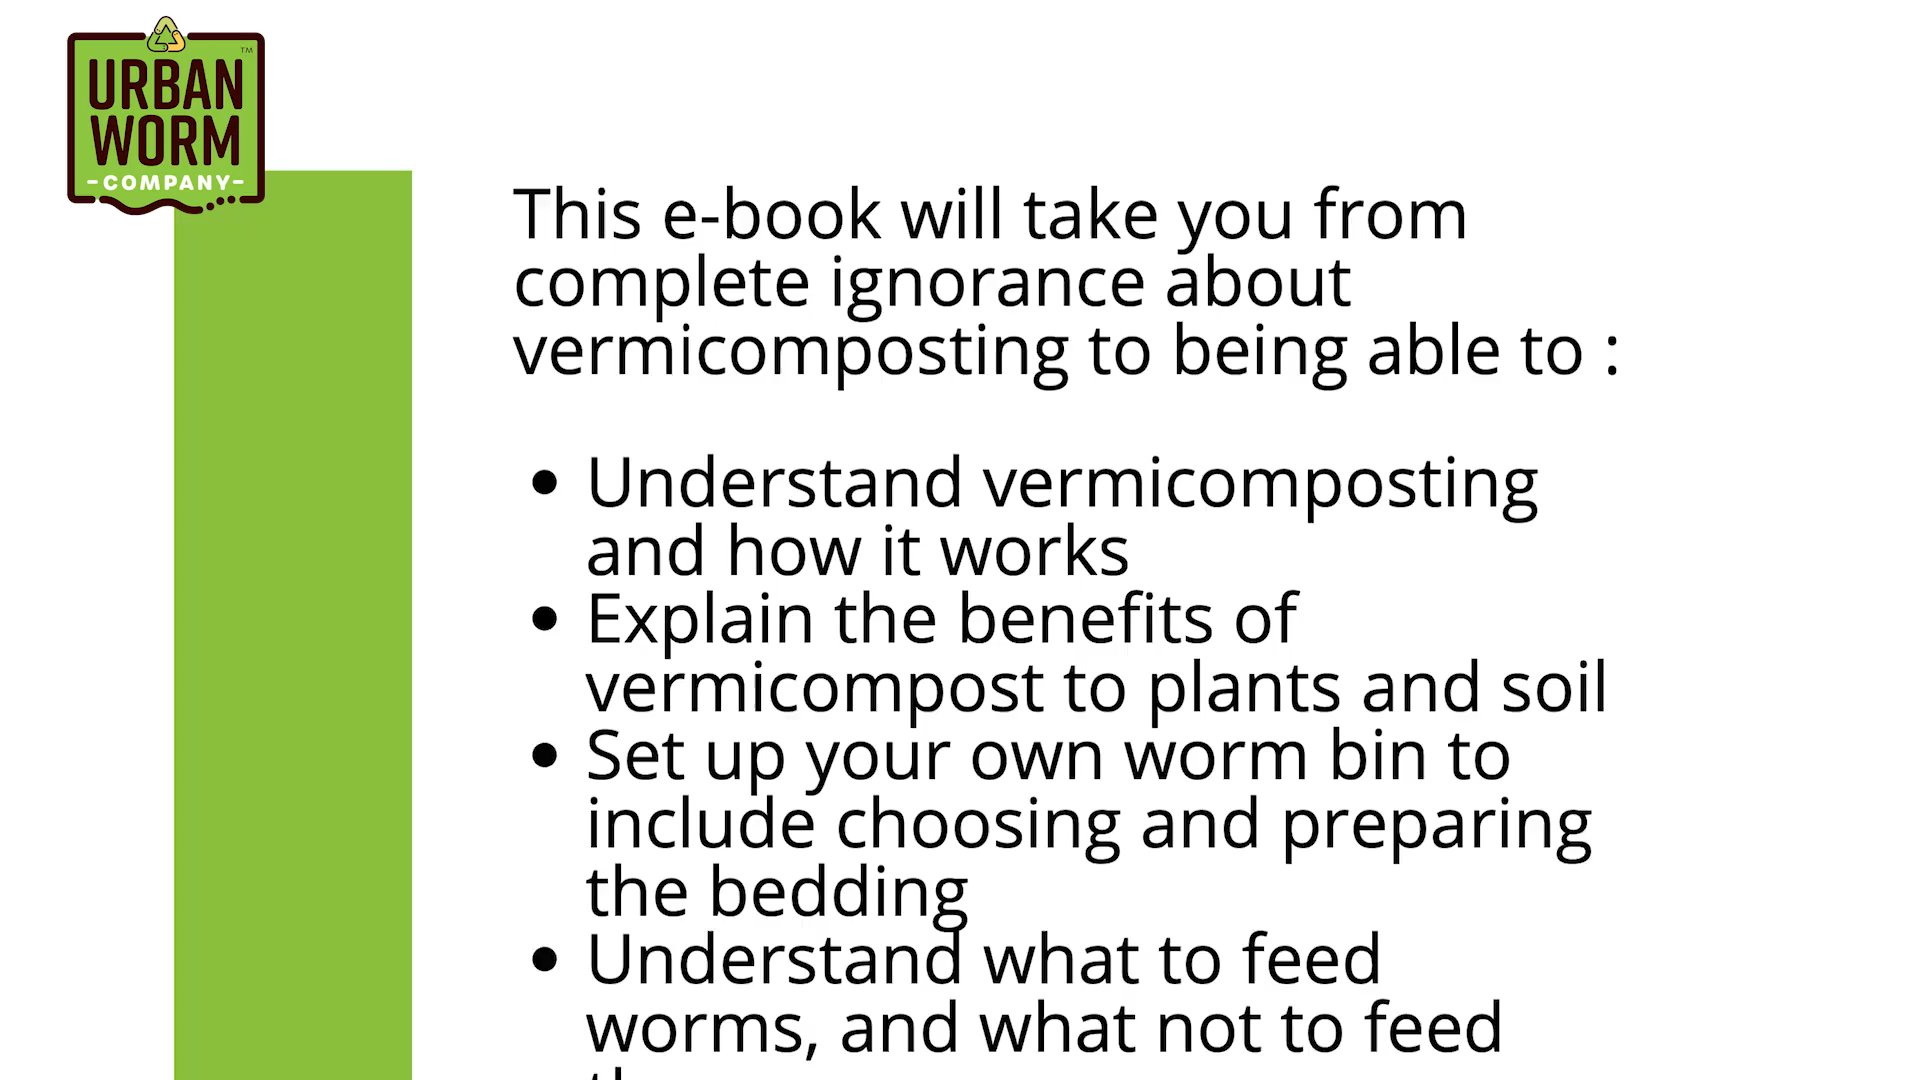 URBAN
WORM
-COMPANY-
TM
This e-book will take you from
complete ignorance about
vermicomposting to being able to :
• Understand vermicomposting
and how it works
• Explain the benefits of
vermicompost to plants and soil
• Set up your own worm bin to
include choosing and preparing
the bedding
• Understand what to feed
worms, and what not to feed